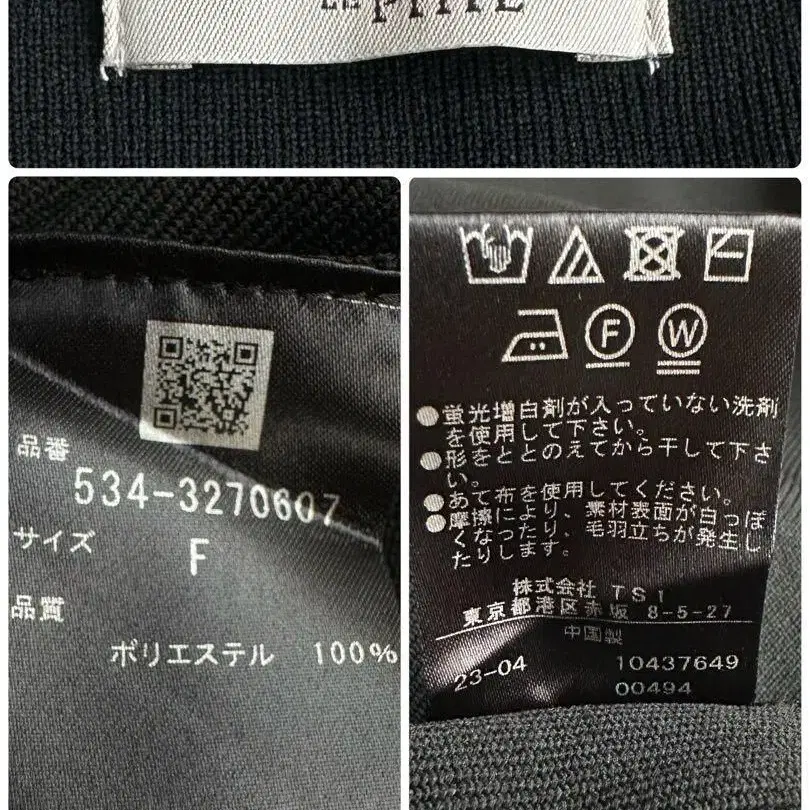 PTITE
品番
534-3270607
サイズ F
品質
ポリエステル 100%
F W
●蛍光増白剤が入っていない洗剤
を使用して下さい。
●形をととのえてから干して下さ
い。
●あて布を使用してください。
●摩擦により、素材表面が白っぽ
くなったり、毛羽立ちが発生し
たりします。
株式会社 TSI
東京都港区赤坂 8-5-27
中国製
23-04 10437649
00494